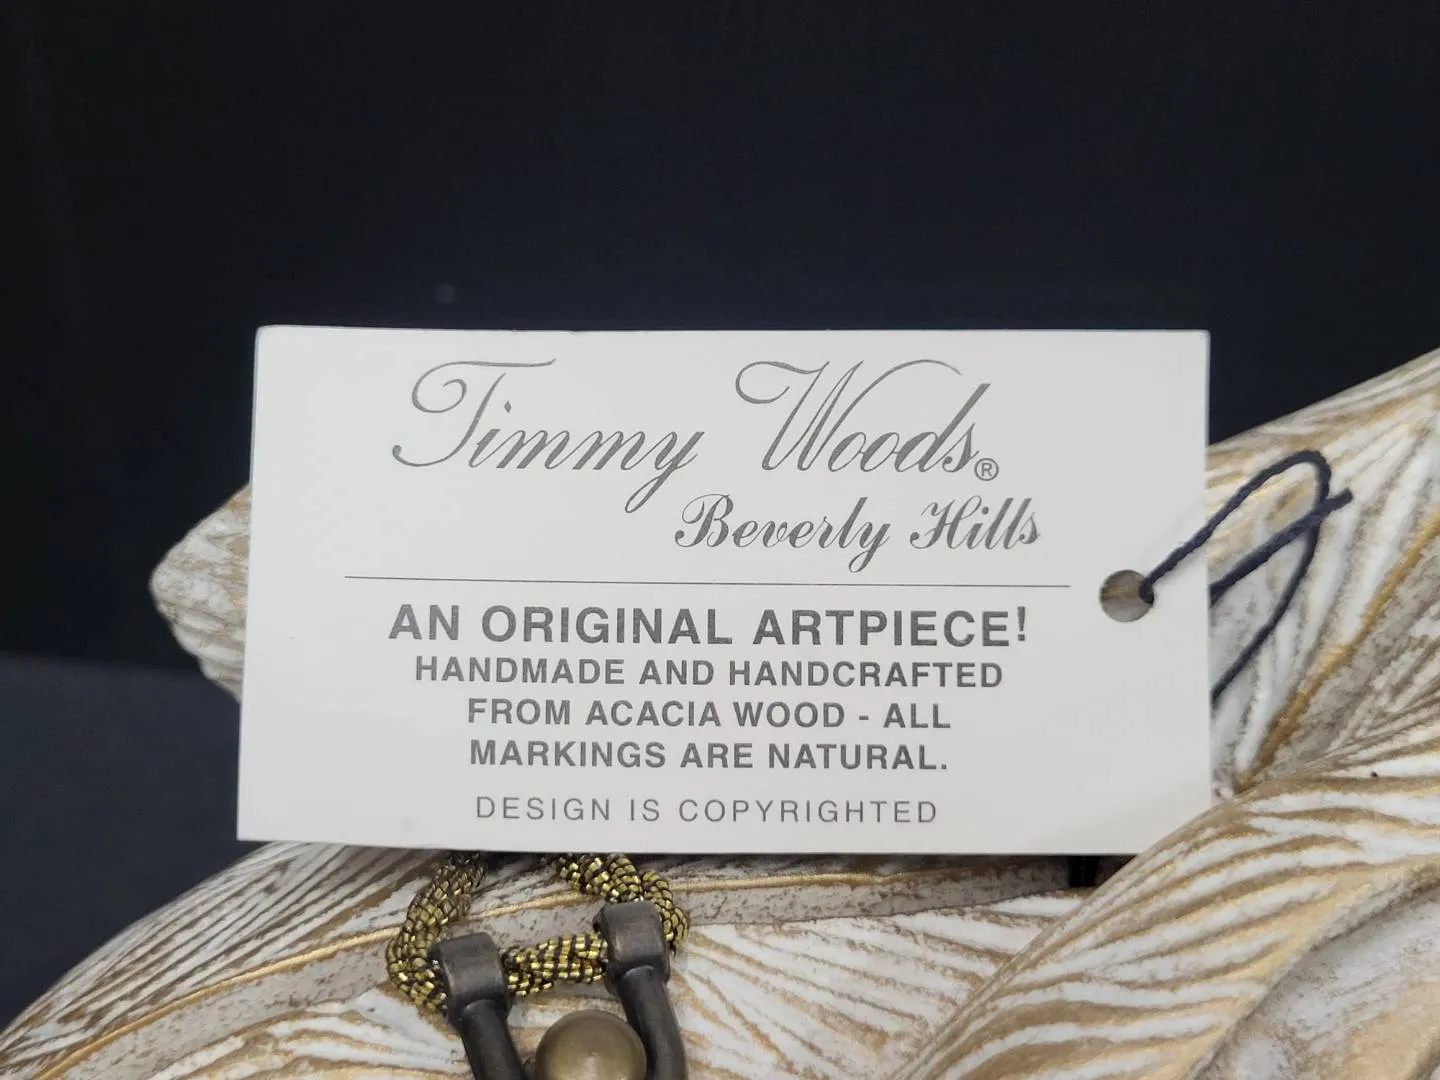 Timmy Woods®
Beverly Hills
AN ORIGINAL ARTPIECE!
HANDMADE AND HANDCRAFTED
FROM ACACIA WOOD - ALL
MARKINGS ARE NATURAL.
DESIGN IS COPYRIGHTED